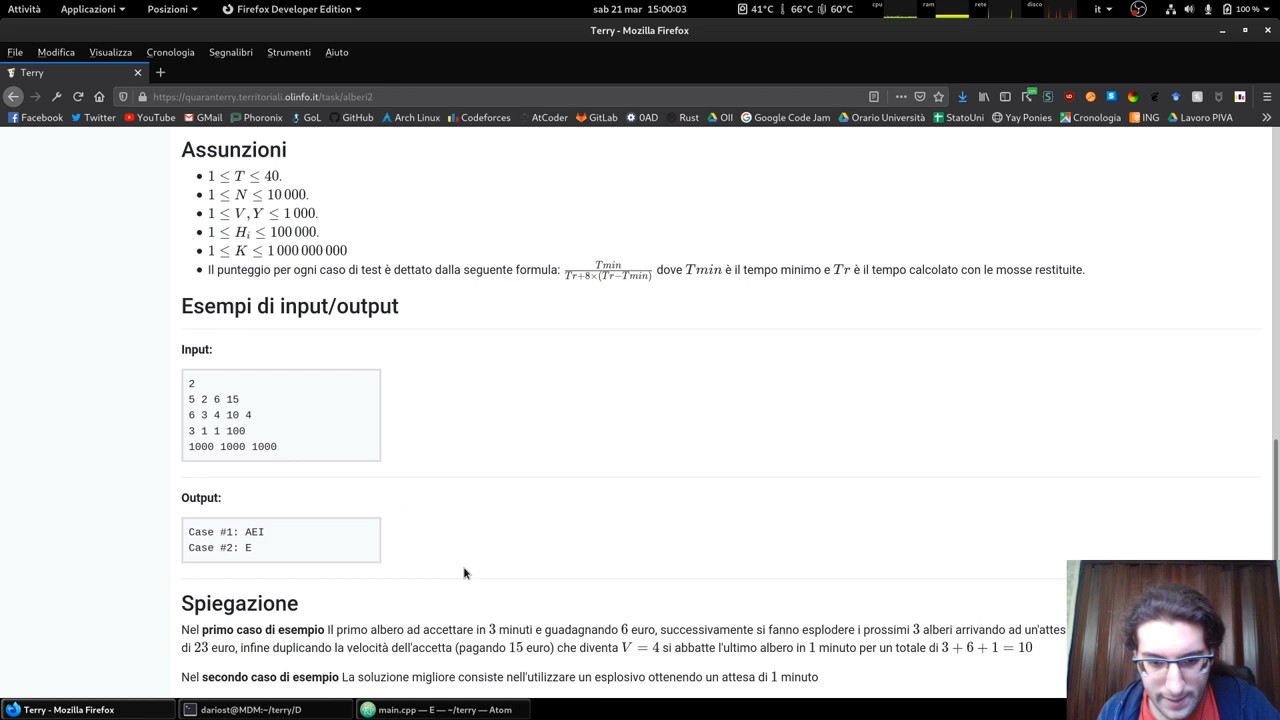 Attività Applicazioni Posizioni Firefox Developer Edition sab 21 mar 15:00:03 41°C 66°C 60°C cpu ram rete disco it 100 %
Terry - Mozilla Firefox
File Modifica Visualizza Cronologia Segnalibri Strumenti Aiuto
Terry
https://quaranterry.territoriali.olinfo.it/task/alberi2
Facebook Twitter YouTube GMail Phoronix GoL GitHub Arch Linux Codeforces AtCoder GitLab 0AD Rust OII Google Code Jam Orario Università StatoUni Yay Ponies Cronologia ING Lavoro PIVA
Assunzioni
• 1 ≤ T ≤ 40.
• 1 ≤ N ≤ 10 000.
• 1 ≤ V, Y ≤ 1 000.
• 1 ≤ Hi ≤ 100 000.
• 1 ≤ K ≤ 1 000 000 000
• Il punteggio per ogni caso di test è dettato dalla seguente formula: Tmin / Tr+8×(Tr−Tmin) dove Tmin è il tempo minimo e Tr è il tempo calcolato con le mosse restituite.
Esempi di input/output
Input:
2
5 2 6 15
6 3 4 10 4
3 1 1 100
1000 1000 1000
Output:
Case #1: AEI
Case #2: E
Spiegazione
Nel primo caso di esempio Il primo albero ad accettare in 3 minuti e guadagnando 6 euro, successivamente si fanno esplodere i prossimi 3 alberi arrivando ad un'attes
di 23 euro, infine duplicando la velocità dell'accetta (pagando 15 euro) che diventa V = 4 si abbatte l'ultimo albero in 1 minuto per un totale di 3 + 6 + 1 = 10
Nel secondo caso di esempio La soluzione migliore consiste nell'utilizzare un esplosivo ottenendo un attesa di 1 minuto
Terry - Mozilla Firefox dariost@MDM:~/terry/D main.cpp — E — ~/terry — Atom